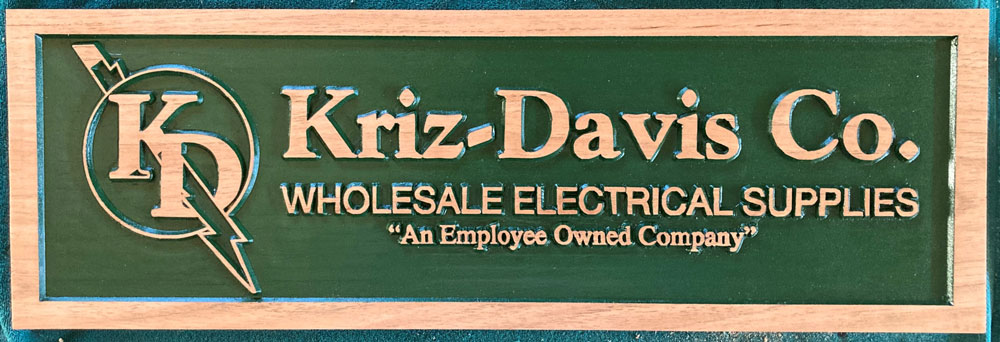 KD
Kriz-Davis Co.
WHOLESALE ELECTRICAL SUPPLIES
“An Employee Owned Company”